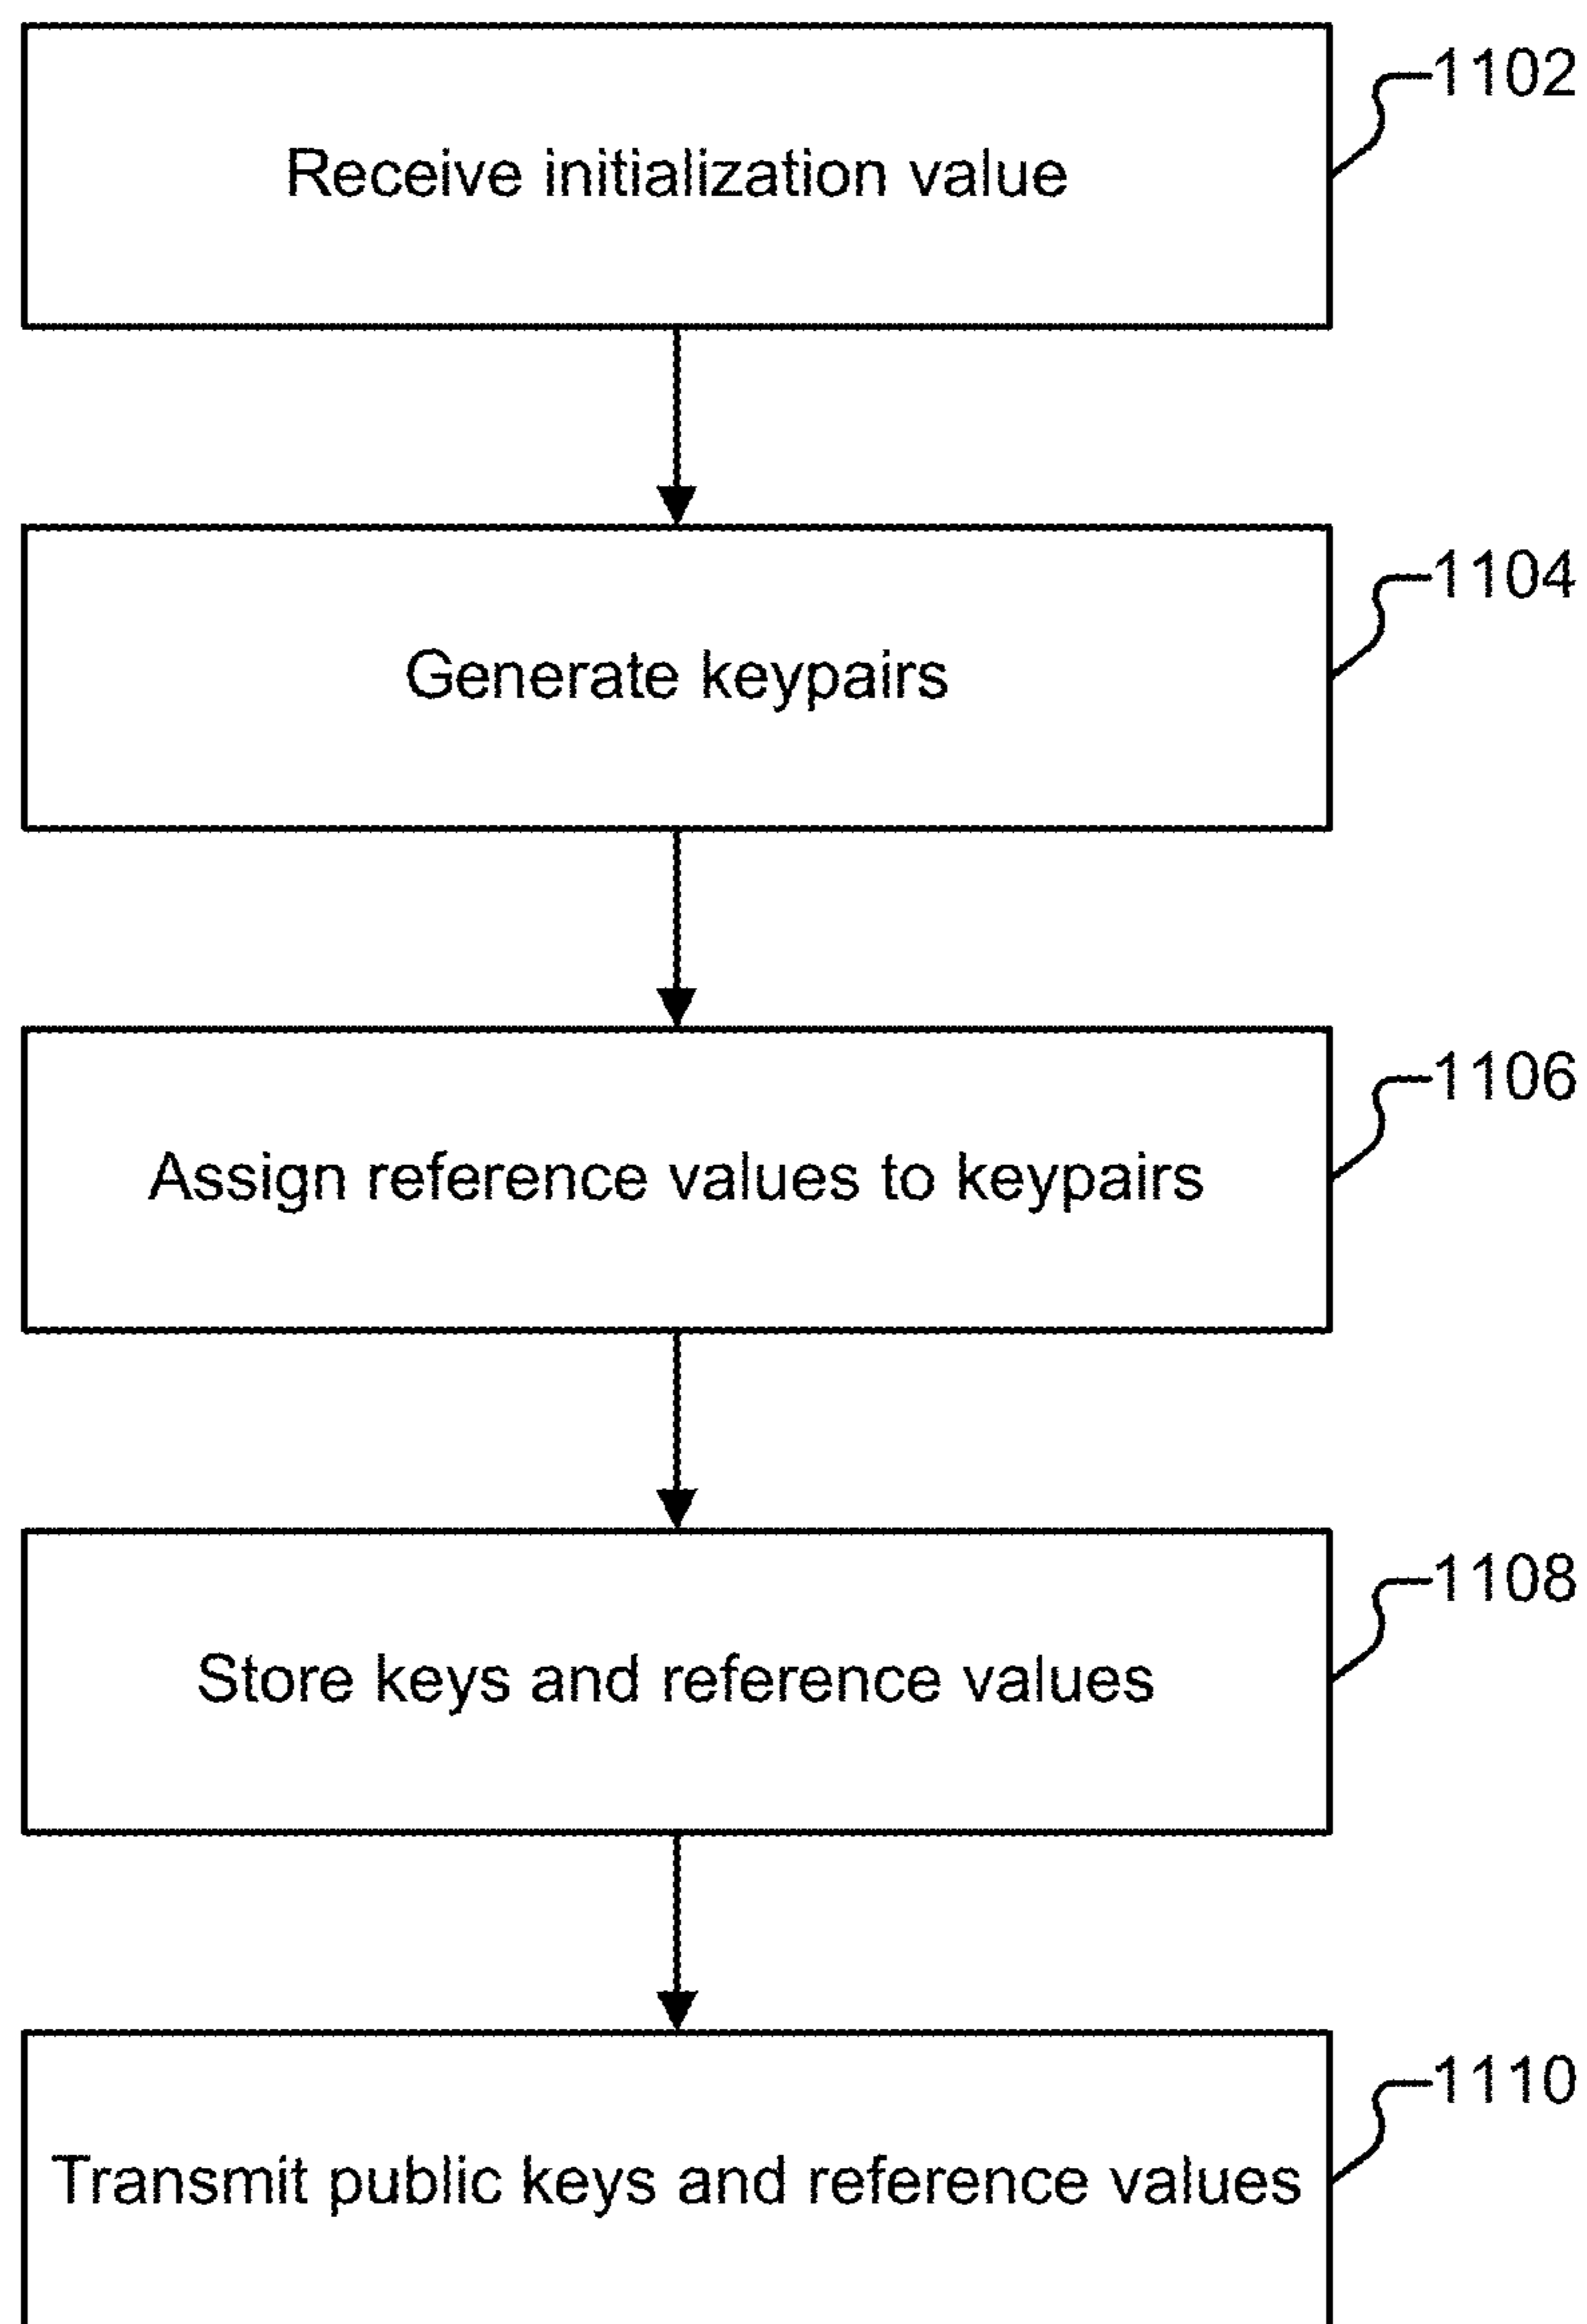 Receive initialization value
1102
Generate keypairs
1104
Assign reference values to keypairs
1106
Store keys and reference values
1108
Transmit public keys and reference values
1110